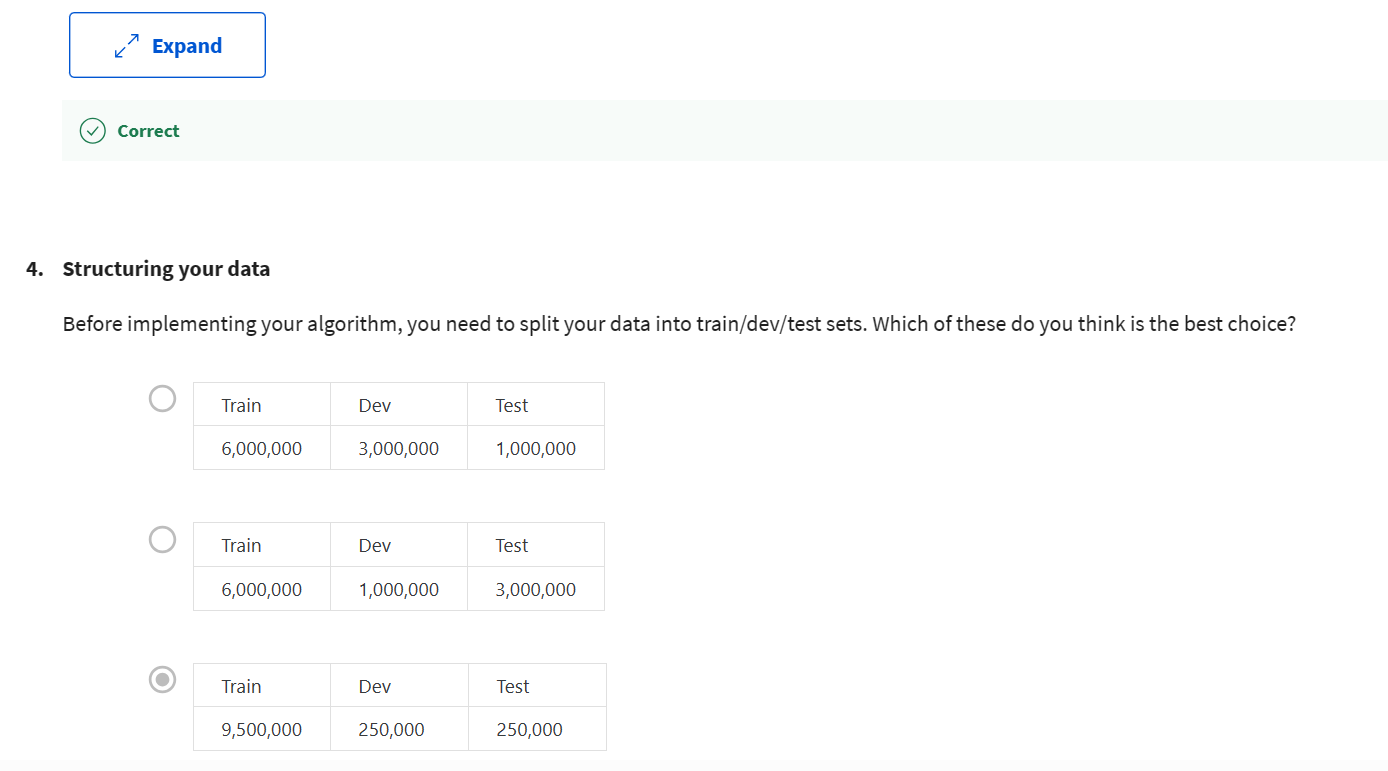 Expand
Correct
4. Structuring your data
Before implementing your algorithm, you need to split your data into train/dev/test sets. Which of these do you think is the best choice?
Train Dev Test
6,000,000 3,000,000 1,000,000
Train Dev Test
6,000,000 1,000,000 3,000,000
Train Dev Test
9,500,000 250,000 250,000